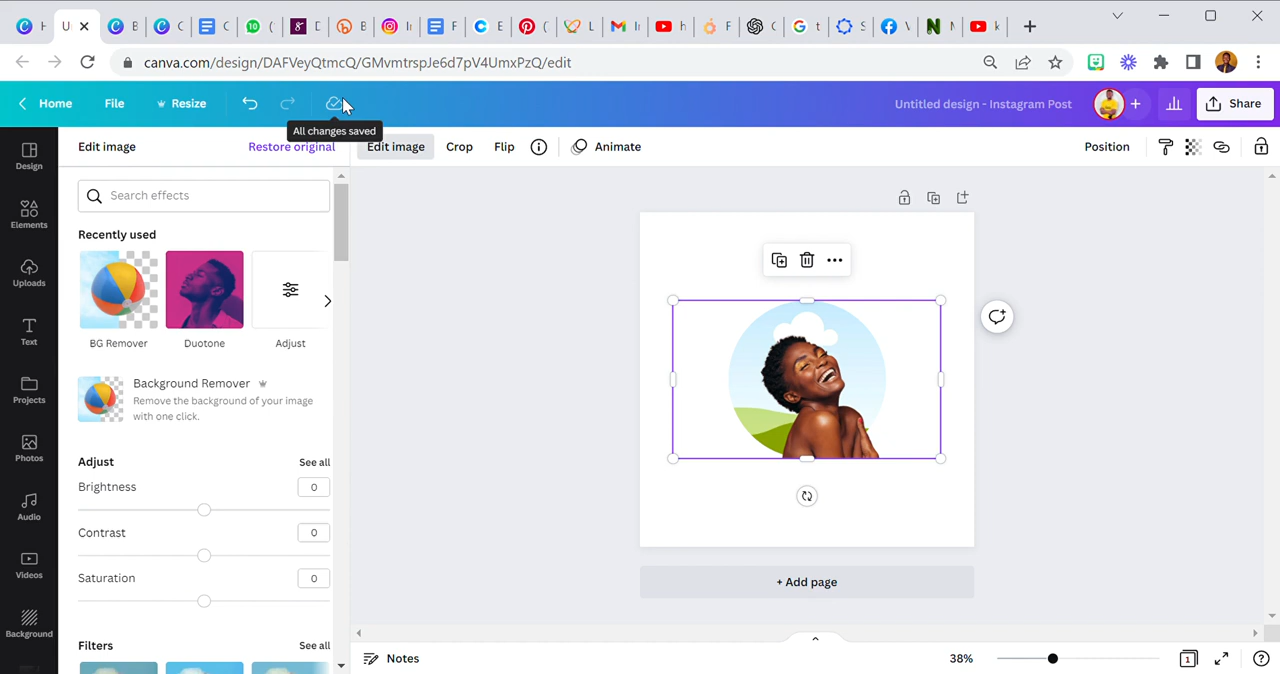 H
U
B
C
C
(
D
B
I
F
E
(
L
I
h
F
C
t
S
V
N
k
canva.com/design/DAFVeyQtmcQ/GMvmtrspJe6d7pV4UmxPzQ/edit
Home
File
Resize
Untitled design - Instagram Post
Share
All changes saved
Edit image
Restore original
Edit image
Crop
Flip
Animate
Position
Design
Elements
Uploads
Text
Projects
Photos
Audio
Videos
Background
Search effects
Recently used
BG Remover
Duotone
Adjust
Background Remover
Remove the background of your image
with one click.
Adjust
See all
Brightness
0
Contrast
0
Saturation
0
Filters
See all
+ Add page
Notes
38%
1